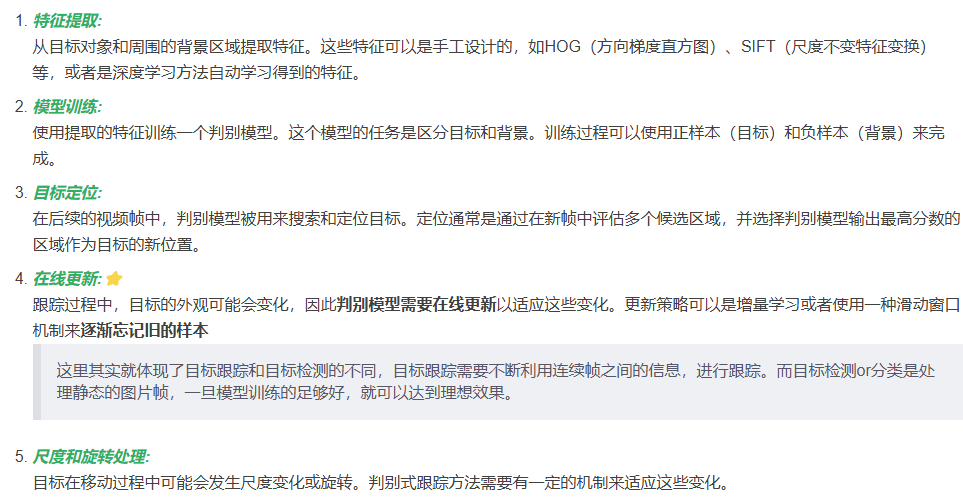 1. 特征提取:
从目标对象和周围的背景区域提取特征。这些特征可以是手工设计的，如HOG（方向梯度直方图）、SIFT（尺度不变特征变换）
等，或者是深度学习方法自动学习得到的特征。
2. 模型训练:
使用提取的特征训练一个判别模型。这个模型的任务是区分目标和背景。训练过程可以使用正样本（目标）和负样本（背景）来完
成。
3. 目标定位:
在后续的视频帧中，判别模型被用来搜索和定位目标。定位通常是通过在新帧中评估多个候选区域，并选择判别模型输出最高分数的
区域作为目标的新位置。
4. 在线更新:⭐
跟踪过程中，目标的外观可能会变化，因此判别模型需要在线更新以适应这些变化。更新策略可以是增量学习或者使用一种滑动窗口
机制来逐渐忘记旧的样本
这里其实就体现了目标跟踪和目标检测的不同，目标跟踪需要不断利用连续帧之间的信息，进行跟踪。而目标检测or分类是处
理静态的图片帧，一旦模型训练的足够好，就可以达到理想效果。
5. 尺度和旋转处理:
目标在移动过程中可能会发生尺度变化或旋转。判别式跟踪方法需要有一定的机制来适应这些变化。